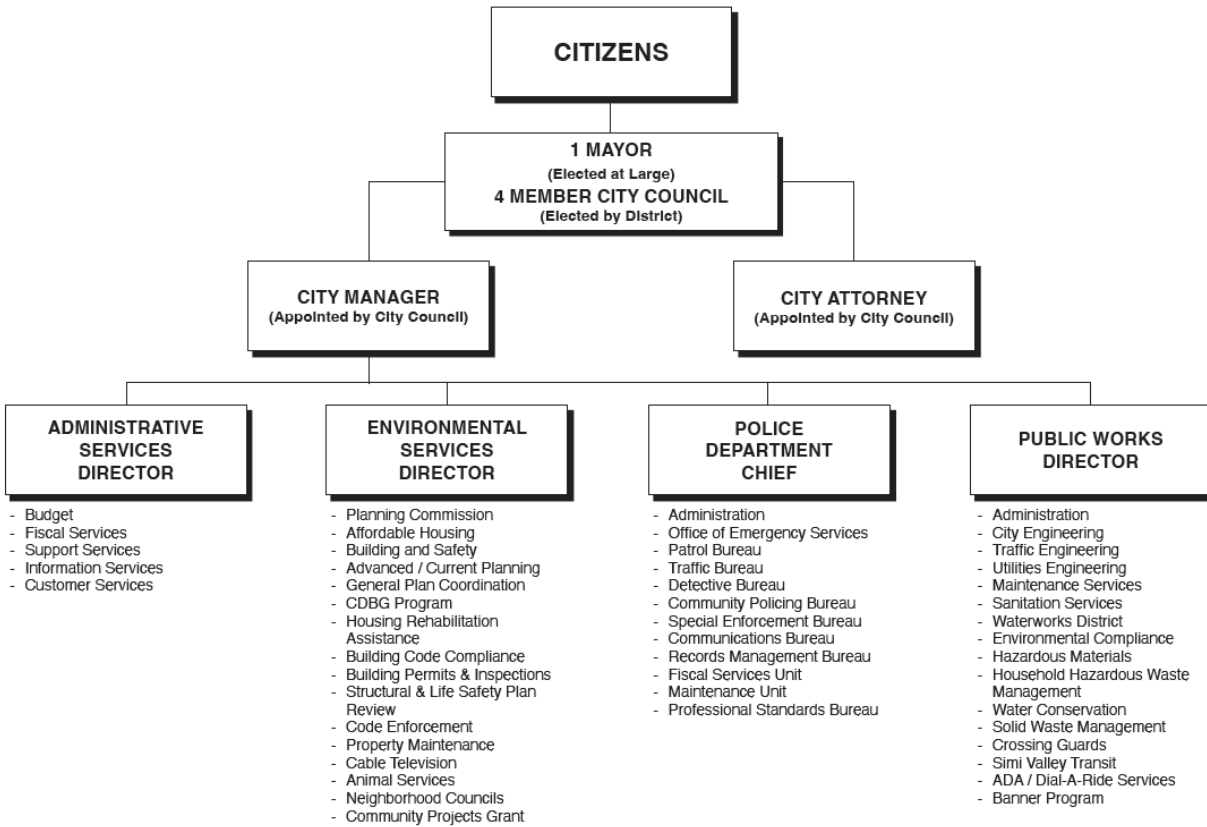 CITIZENS
1 MAYOR
(Elected at Large)
4 MEMBER CITY COUNCIL
(Elected by District)
CITY MANAGER
(Appointed by City Council)
CITY ATTORNEY
(Appointed by City Council)
ADMINISTRATIVE
SERVICES
DIRECTOR
- Budget
- Fiscal Services
- Support Services
- Information Services
- Customer Services
ENVIRONMENTAL
SERVICES
DIRECTOR
- Planning Commission
- Affordable Housing
- Building and Safety
- Advanced / Current Planning
- General Plan Coordination
- CDBG Program
- Housing Rehabilitation
Assistance
- Building Code Compliance
- Building Permits & Inspections
- Structural & Life Safety Plan
Review
- Code Enforcement
- Property Maintenance
- Cable Television
- Animal Services
- Neighborhood Councils
- Community Projects Grant
POLICE
DEPARTMENT
CHIEF
- Administration
- Office of Emergency Services
- Patrol Bureau
- Traffic Bureau
- Detective Bureau
- Community Policing Bureau
- Special Enforcement Bureau
- Communications Bureau
- Records Management Bureau
- Fiscal Services Unit
- Maintenance Unit
- Professional Standards Bureau
PUBLIC WORKS
DIRECTOR
- Administration
- City Engineering
- Traffic Engineering
- Utilities Engineering
- Maintenance Services
- Sanitation Services
- Waterworks District
- Environmental Compliance
- Hazardous Materials
- Household Hazardous Waste
Management
- Water Conservation
- Solid Waste Management
- Crossing Guards
- Simi Valley Transit
- ADA / Dial-A-Ride Services
- Banner Program